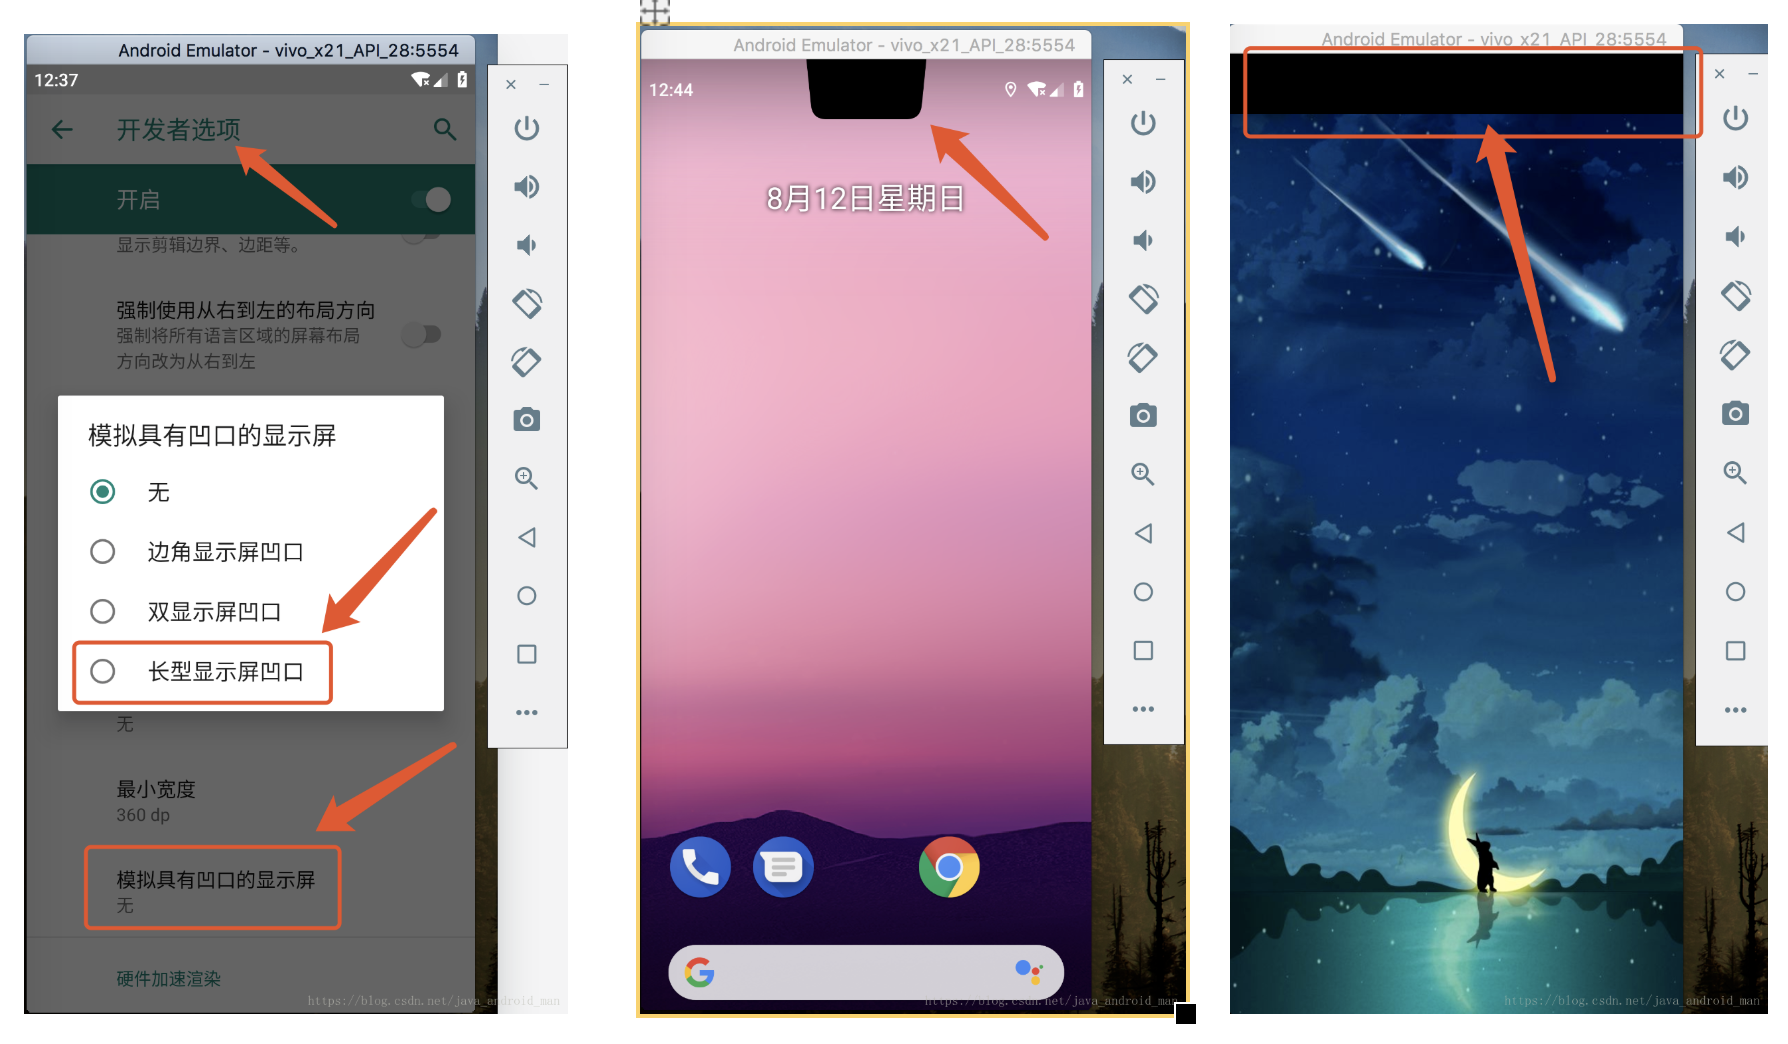 Android Emulator - vivo_x21_API_28:5554
12:37
开发者选项
开启
显示剪辑边界、边距等。
强制使用从右到左的布局方向
强制将所有语言区域的屏幕布局
方向改为从右到左
模拟具有凹口的显示屏
无
边角显示屏凹口
双显示屏凹口
长型显示屏凹口
无
最小宽度
360 dp
模拟具有凹口的显示屏
无
硬件加速渲染
https://blog.csdn.net/java_android_man
Android Emulator - vivo_x21_API_28:5554
12:44
8月12日星期日
https://blog.csdn.net/java_android_man
Android Emulator - vivo_x21_API_28:5554
https://blog.csdn.net/java_android_man